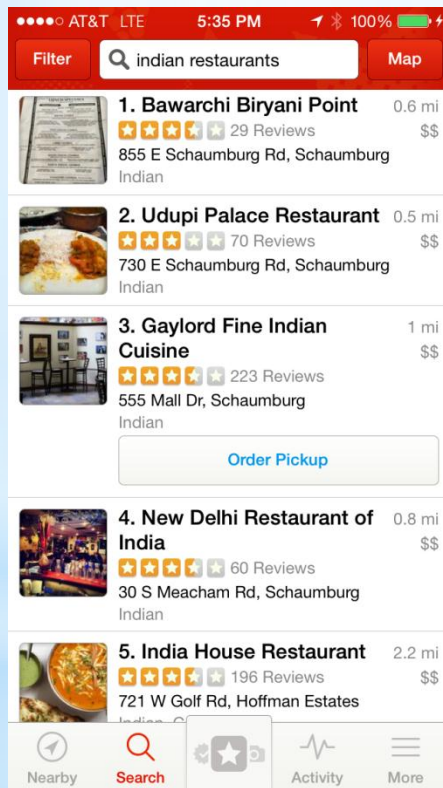 AT&T LTE 5:35 PM 100%
Filter indian restaurants Map
1. Bawarchi Biryani Point 0.6 mi
29 Reviews $$
855 E Schaumburg Rd, Schaumburg
Indian
2. Udupi Palace Restaurant 0.5 mi
70 Reviews $$
730 E Schaumburg Rd, Schaumburg
Indian
3. Gaylord Fine Indian 1 mi
Cuisine $$
223 Reviews
555 Mall Dr, Schaumburg
Indian
Order Pickup
4. New Delhi Restaurant of 0.8 mi
India $$
60 Reviews
30 S Meacham Rd, Schaumburg
Indian
5. India House Restaurant 2.2 mi
196 Reviews $$
721 W Golf Rd, Hoffman Estates
Nearby Search Activity More